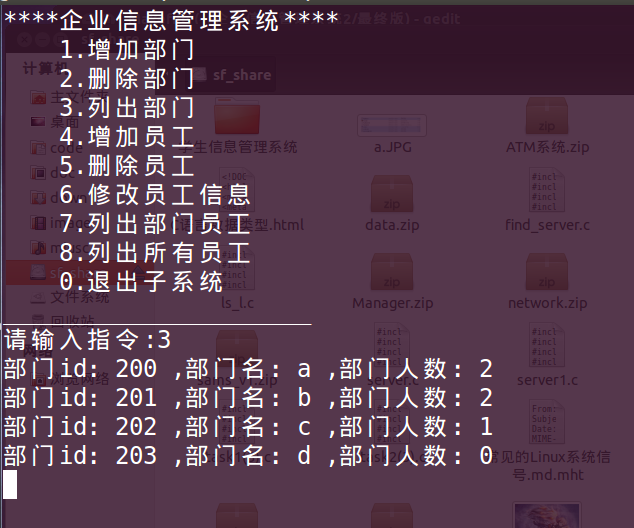 ****企业信息管理系统****
1.增加部门
2.删除部门
3.列出部门
4.增加员工
5.删除员工
6.修改员工信息
7.列出部门员工
8.列出所有员工
0.退出子系统
请输入指令:3
部门id: 200 ,部门名: a ,部门人数: 2
部门id: 201 ,部门名: b ,部门人数: 2
部门id: 202 ,部门名: c ,部门人数: 1
部门id: 203 ,部门名: d ,部门人数: 0
gedit
计算机
sf_share
主文件夹
桌面
code
文件系统
回收站
浏览网络
学生信息管理系统
a.JPG
ATM系统.zip
data.zip
find_server.c
ls_l.c
Manager.zip
network.zip
server.c
server1.c
常见的Linux系统信
号.md.mht